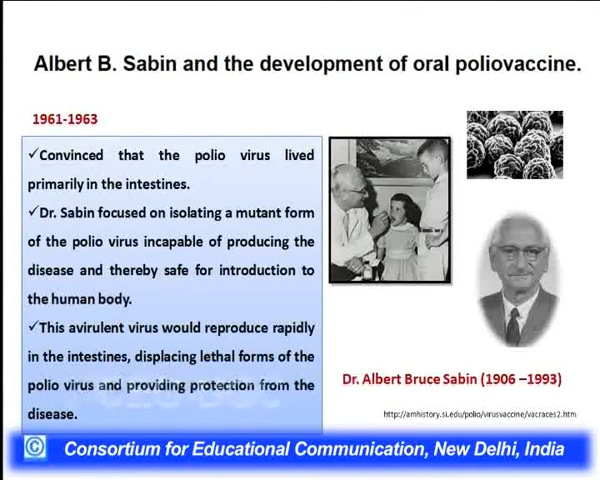 Albert B. Sabin and the development of oral poliovaccine.
1961-1963
✓Convinced that the polio virus lived
primarily in the intestines.
✓Dr. Sabin focused on isolating a mutant form
of the polio virus incapable of producing the
disease and thereby safe for introduction to
the human body.
✓This avirulent virus would reproduce rapidly
in the intestines, displacing lethal forms of the
polio virus and providing protection from the
disease.
Dr. Albert Bruce Sabin (1906 –1993)
http://amhistory.si.edu/polio/virusvaccine/vacraces2.htm
© Consortium for Educational Communication, New Delhi, India